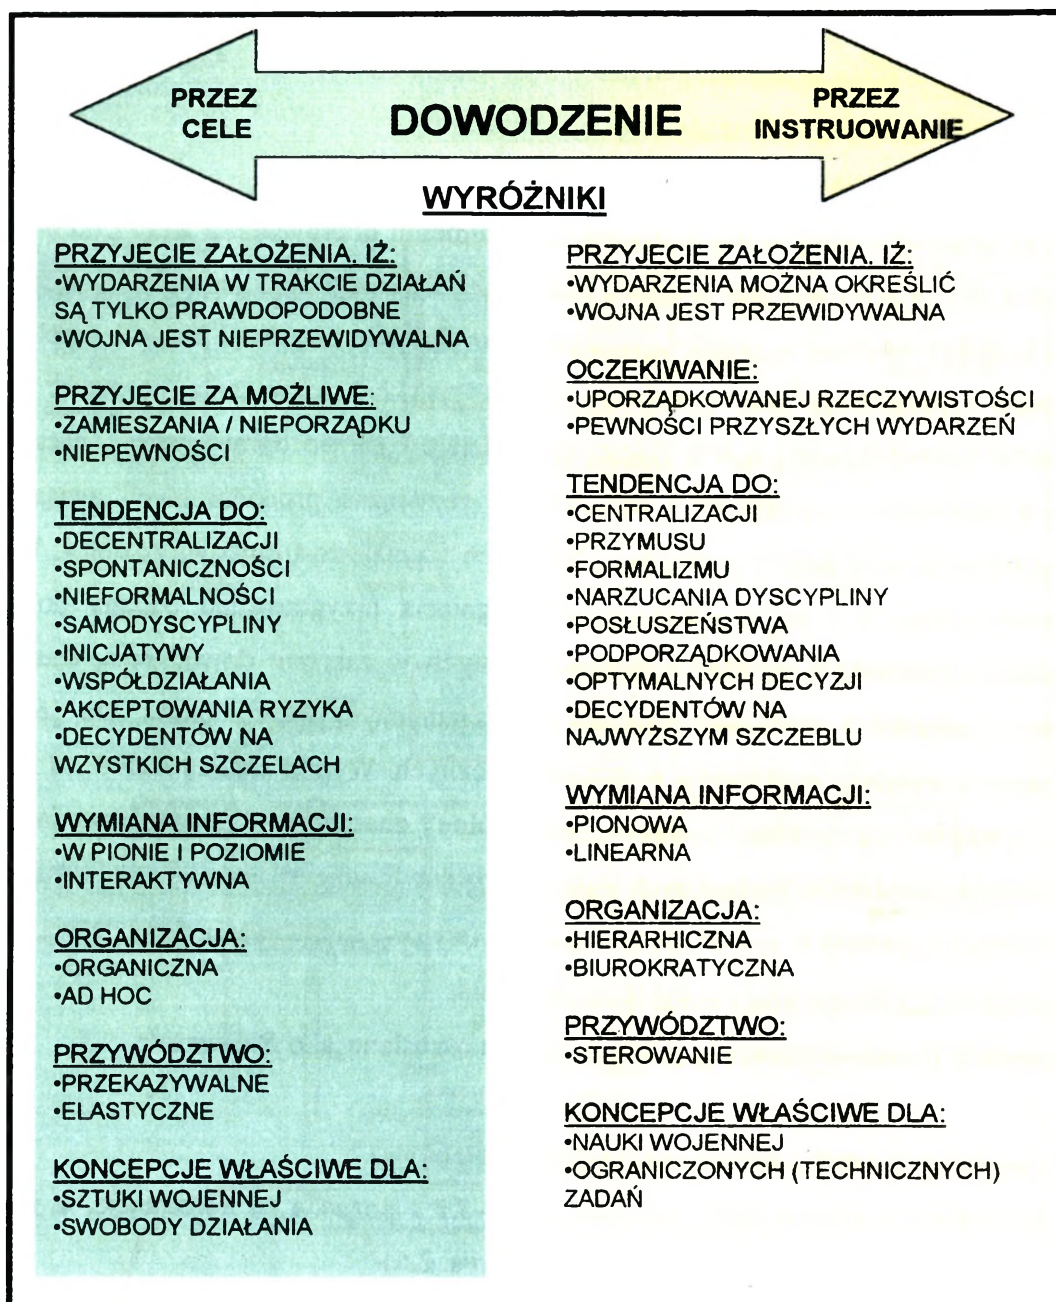 PRZEZ
CELE
DOWODZENIE
PRZEZ
INSTRUOWANIE
WYRÓŻNIKI
PRZYJĘCIE ZAŁOŻENIA. IŻ:
•WYDARZENIA W TRAKCIE DZIAŁAŃ
SĄ TYLKO PRAWDOPODOBNE
•WOJNA JEST NIEPRZEWIDYWALNA
PRZYJĘCIE ZA MOŻLIWE:
•ZAMIESZANIA / NIEPORZĄDKU
•NIEPEWNOŚCI
TENDENCJA DO:
•DECENTRALIZACJI
•SPONTANICZNOŚCI
•NIEFORMALNOŚCI
•SAMODYSCYPLINY
•INICJATYWY
•WSPÓŁDZIAŁANIA
•AKCEPTOWANIA RYZYKA
•DECYDENTÓW NA
WZYSTKICH SZCZELACH
WYMIANA INFORMACJI:
•W PIONIE I POZIOMIE
•INTERAKTYWNA
ORGANIZACJA:
•ORGANICZNA
•AD HOC
PRZYWÓDZTWO:
•PRZEKAZYWALNE
•ELASTYCZNE
KONCEPCJE WŁAŚCIWE DLA:
•SZTUKI WOJENNEJ
•SWOBODY DZIAŁANIA
PRZYJĘCIE ZAŁOŻENIA. IŻ:
•WYDARZENIA MOŻNA OKREŚLIĆ
•WOJNA JEST PRZEWIDYWALNA
OCZEKIWANIE:
•UPORZĄDKOWANEJ RZECZYWISTOŚCI
•PEWNOŚCI PRZYSZŁYCH WYDARZEŃ
TENDENCJA DO:
•CENTRALIZACJI
•PRZYMUSU
•FORMALIZMU
•NARZUCANIA DYSCYPLINY
•POSŁUSZEŃSTWA
•PODPORZĄDKOWANIA
•OPTYMALNYCH DECYZJI
•DECYDENTÓW NA
NAJWYŻSZYM SZCZEBLU
WYMIANA INFORMACJI:
•PIONOWA
•LINEARNA
ORGANIZACJA:
•HIERARHICZNA
•BIUROKRATYCZNA
PRZYWÓDZTWO:
•STEROWANIE
KONCEPCJE WŁAŚCIWE DLA:
•NAUKI WOJENNEJ
•OGRANICZONYCH (TECHNICZNYCH)
ZADAŃ